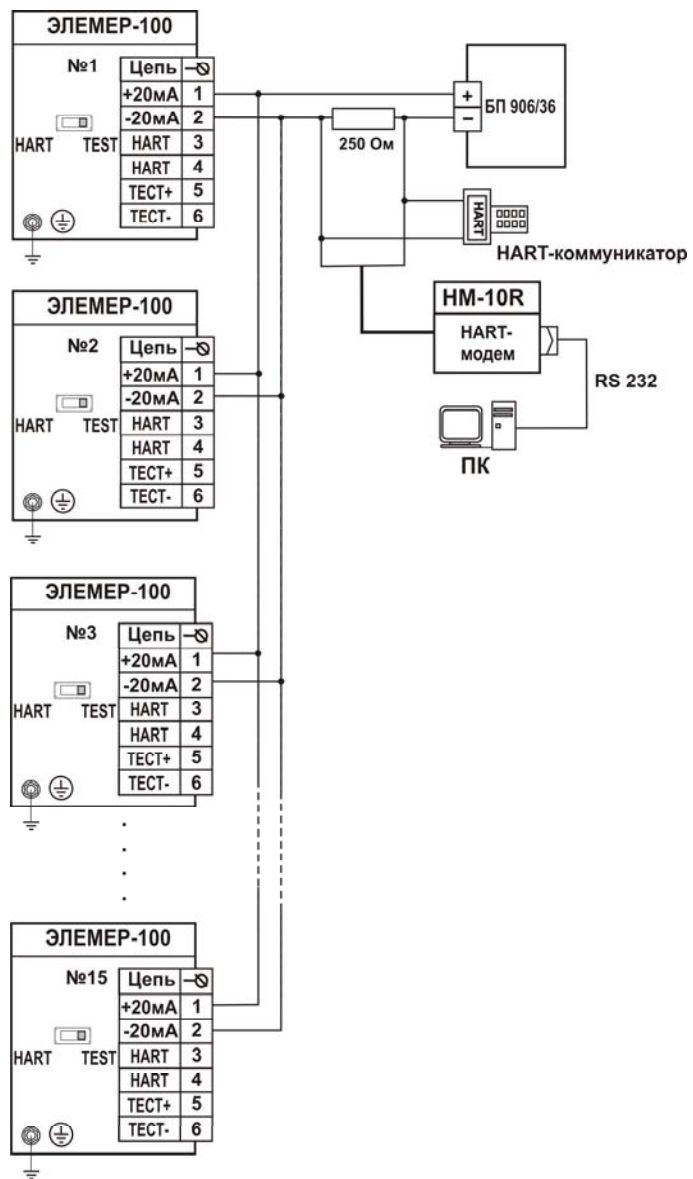 ЭЛЕМЕР-100
№1
Цепь
+20мА 1
-20мА 2
HART 3
HART 4
ТЕСТ+ 5
ТЕСТ- 6
HART TEST
+
−
БП 906/36
250 Ом
HART
HART-коммуникатор
HM-10R
HART-
модем
RS 232
ПК
ЭЛЕМЕР-100
№2
Цепь
+20мА 1
-20мА 2
HART 3
HART 4
ТЕСТ+ 5
ТЕСТ- 6
HART TEST
ЭЛЕМЕР-100
№3
Цепь
+20мА 1
-20мА 2
HART 3
HART 4
ТЕСТ+ 5
ТЕСТ- 6
HART TEST
ЭЛЕМЕР-100
№15
Цепь
+20мА 1
-20мА 2
HART 3
HART 4
ТЕСТ+ 5
ТЕСТ- 6
HART TEST